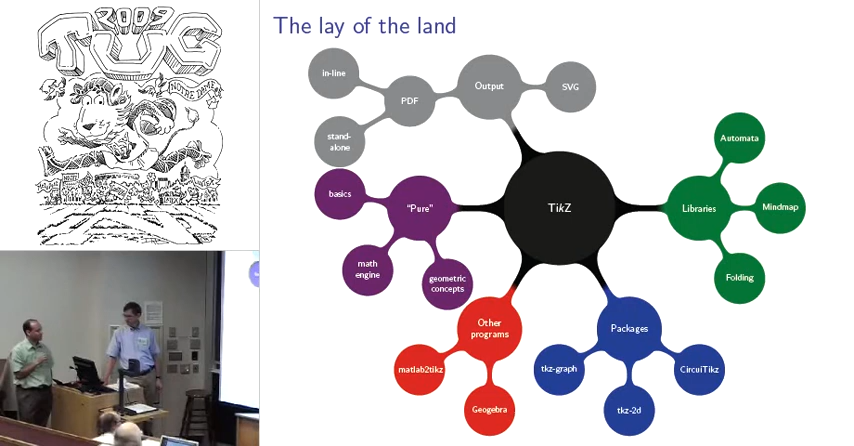 2009
TUG
NOTRE DAME
The lay of the land
in-line
PDF
Output
SVG
stand-
alone
Automata
basics
"Pure"
TikZ
Libraries
Mindmap
math
engine
geometric
concepts
Folding
Other
programs
Packages
matlab2tikz
tkz-graph
CircuiTikz
Geogebra
tkz-2d